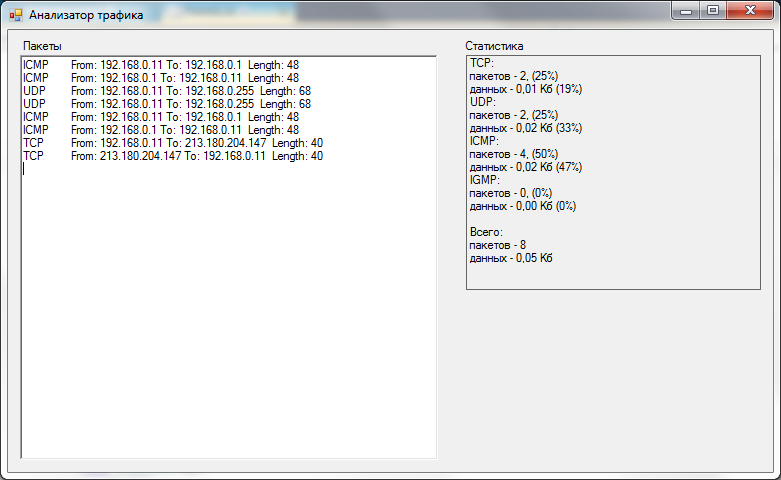 Анализатор трафика
Пакеты
ICMP From: 192.168.0.11 To: 192.168.0.1 Length: 48
ICMP From: 192.168.0.1 To: 192.168.0.11 Length: 48
UDP From: 192.168.0.11 To: 192.168.0.255 Length: 68
UDP From: 192.168.0.11 To: 192.168.0.255 Length: 68
ICMP From: 192.168.0.11 To: 192.168.0.1 Length: 48
ICMP From: 192.168.0.1 To: 192.168.0.11 Length: 48
TCP From: 192.168.0.11 To: 213.180.204.147 Length: 40
TCP From: 213.180.204.147 To: 192.168.0.11 Length: 40
Статистика
TCP:
пакетов - 2, (25%)
данных - 0,01 Кб (19%)
UDP:
пакетов - 2, (25%)
данных - 0,02 Кб (33%)
ICMP:
пакетов - 4, (50%)
данных - 0,02 Кб (47%)
IGMP:
пакетов - 0, (0%)
данных - 0,00 Кб (0%)
Всего:
пакетов - 8
данных - 0,05 Кб